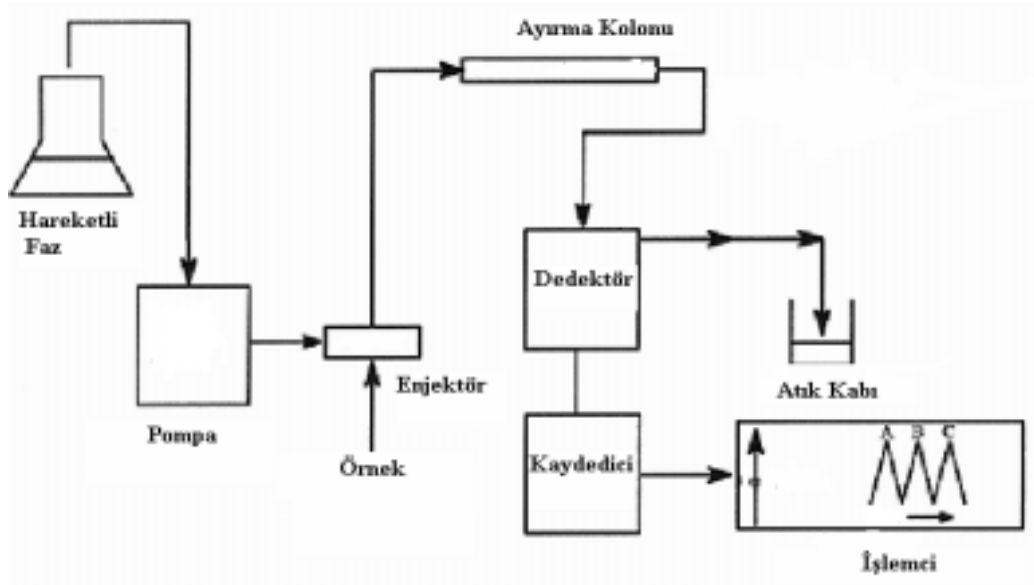 Ayırma Kolonu
Hareketli
Faz
Dedektör
Enjektör
Atık Kabı
Pompa
Örnek
Kaydedici
A B C
İşlemci